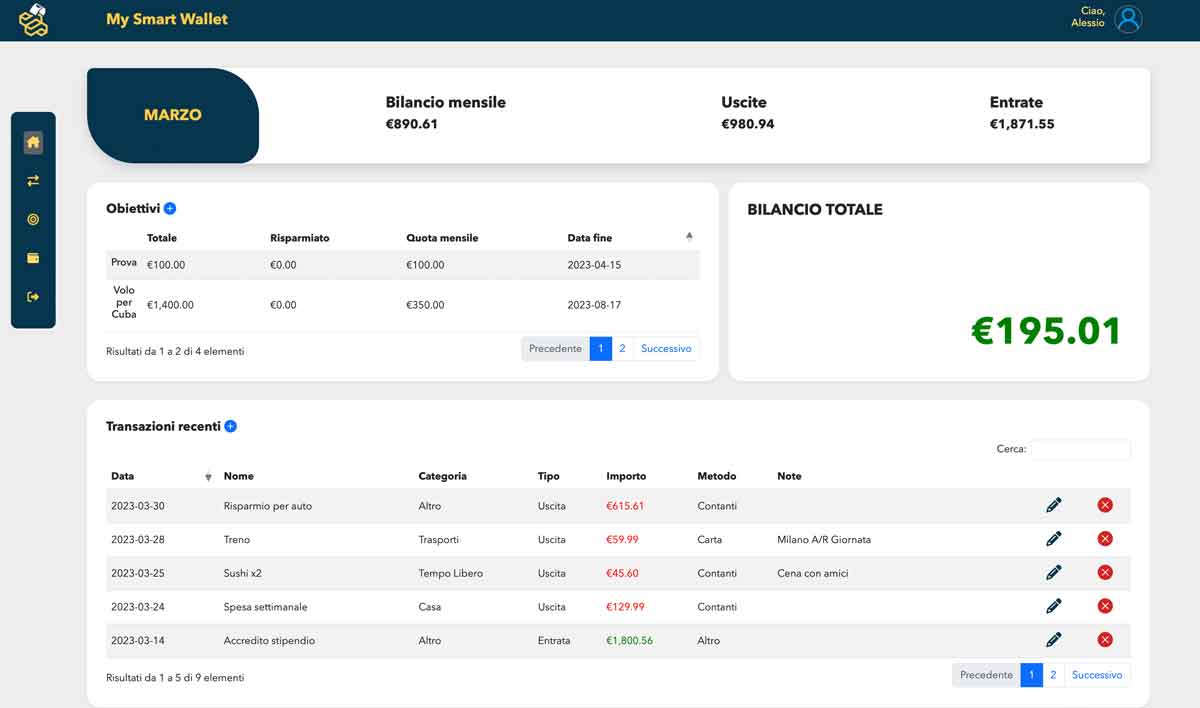 My Smart Wallet
Ciao,
Alessio
MARZO
Bilancio mensile
€890.61
Uscite
€980.94
Entrate
€1,871.55
Obiettivi
Totale Risparmiato Quota mensile Data fine
Prova €100.00 €0.00 €100.00 2023-04-15
Volo
per
Cuba
€1,400.00 €0.00 €350.00 2023-08-17
Risultati da 1 a 2 di 4 elementi
Precedente 1 2 Successivo
BILANCIO TOTALE
€195.01
Transazioni recenti
Cerca:
Data Nome Categoria Tipo Importo Metodo Note
2023-03-30 Risparmio per auto Altro Uscita €615.61 Contanti
2023-03-28 Treno Trasporti Uscita €59.99 Carta Milano A/R Giornata
2023-03-25 Sushi x2 Tempo Libero Uscita €45.60 Contanti Cena con amici
2023-03-24 Spesa settimanale Casa Uscita €129.99 Contanti
2023-03-14 Accredito stipendio Altro Entrata €1,800.56 Altro
Risultati da 1 a 5 di 9 elementi
Precedente 1 2 Successivo